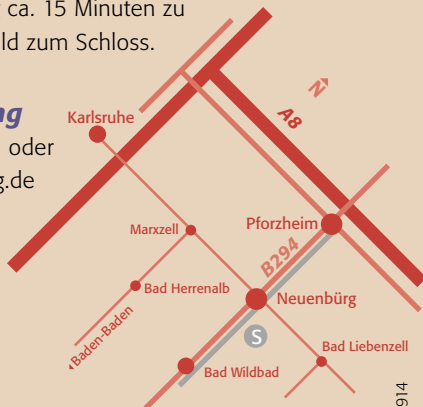 ca. 15 Minuten zu
ld zum Schloss.
ng
oder
g.de
Karlsruhe
A8
N
Marxzell
Pforzheim
B294
Bad Herrenalb
Neuenbürg
Baden-Baden
S
Bad Liebenzell
Bad Wildbad
914